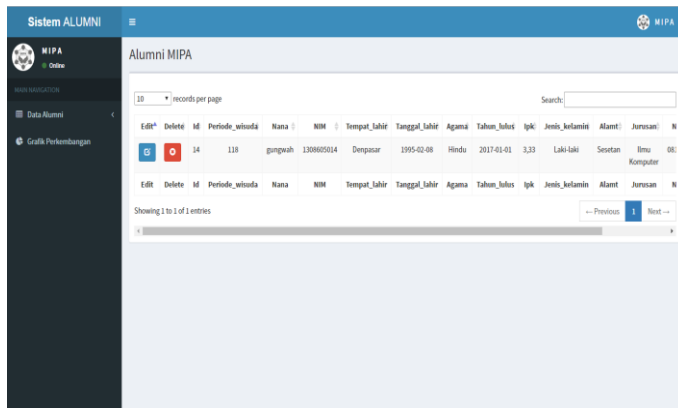 Sistem ALUMNI
MIPA
MIPA
Online
MAIN NAVIGATION
Data Alumni
Grafik Perkembangan
Alumni MIPA
10 records per page
Search:
Edit Delete Id Periode_wisuda Nana NIM Tempat_lahir Tanggal_lahir Agama Tahun_lulus Ipk Jenis_kelamin Alamt Jurusan N
14 118 gungwah 1308605014 Denpasar 1995-02-08 Hindu 2017-01-01 3,33 Laki-laki Sesetan Ilmu 08
Komputer
Edit Delete Id Periode_wisuda Nana NIM Tempat_lahir Tanggal_lahir Agama Tahun_lulus Ipk Jenis_kelamin Alamt Jurusan N
Showing 1 to 1 of 1 entries
← Previous 1 Next →